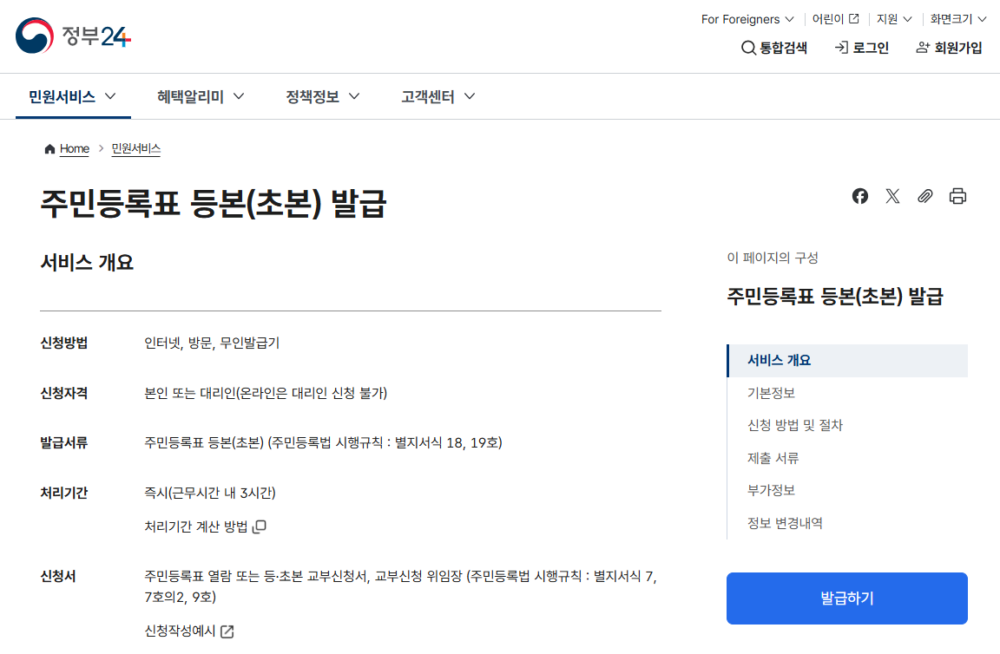 정부24
For Foreigners
어린이
지원
화면크기
통합검색
로그인
회원가입
민원서비스
혜택알리미
정책정보
고객센터
Home
민원서비스
주민등록표 등본(초본) 발급
서비스 개요
신청방법 인터넷, 방문, 무인발급기
신청자격 본인 또는 대리인(온라인은 대리인 신청 불가)
발급서류 주민등록표 등본(초본) (주민등록법 시행규칙 : 별지서식 18, 19호)
처리기간 즉시(근무시간 내 3시간)
처리기간 계산 방법
신청서 주민등록표 열람 또는 등·초본 교부신청서, 교부신청 위임장 (주민등록법 시행규칙 : 별지서식 7,
7호의2, 9호)
신청작성예시
이 페이지의 구성
주민등록표 등본(초본) 발급
서비스 개요
기본정보
신청 방법 및 절차
제출 서류
부가정보
정보 변경내역
발급하기